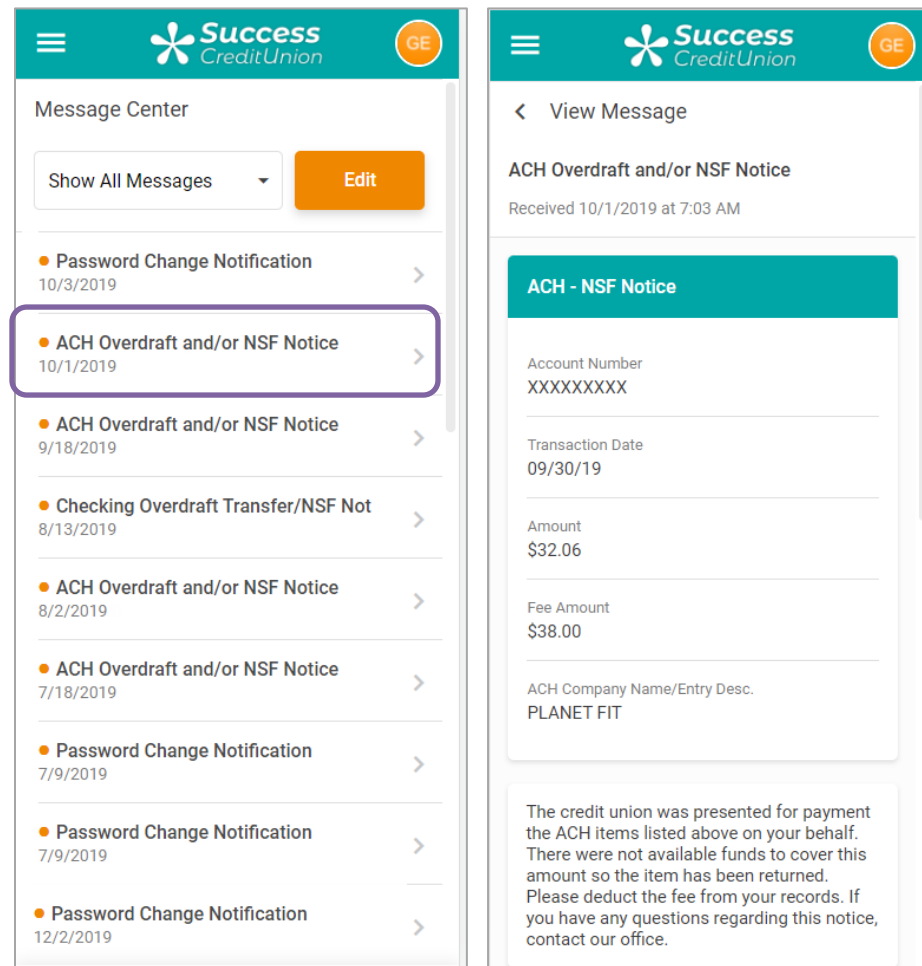 Success
CreditUnion
GE
Message Center
Show All Messages
Edit
Password Change Notification
10/3/2019
ACH Overdraft and/or NSF Notice
10/1/2019
ACH Overdraft and/or NSF Notice
9/18/2019
Checking Overdraft Transfer/NSF Not
8/13/2019
ACH Overdraft and/or NSF Notice
8/2/2019
ACH Overdraft and/or NSF Notice
7/18/2019
Password Change Notification
7/9/2019
Password Change Notification
7/9/2019
Password Change Notification
12/2/2019
Success
CreditUnion
GE
View Message
ACH Overdraft and/or NSF Notice
Received 10/1/2019 at 7:03 AM
ACH - NSF Notice
Account Number
XXXXXXXXX
Transaction Date
09/30/19
Amount
$32.06
Fee Amount
$38.00
ACH Company Name/Entry Desc.
PLANET FIT
The credit union was presented for payment
the ACH items listed above on your behalf.
There were not available funds to cover this
amount so the item has been returned.
Please deduct the fee from your records. If
you have any questions regarding this notice,
contact our office.